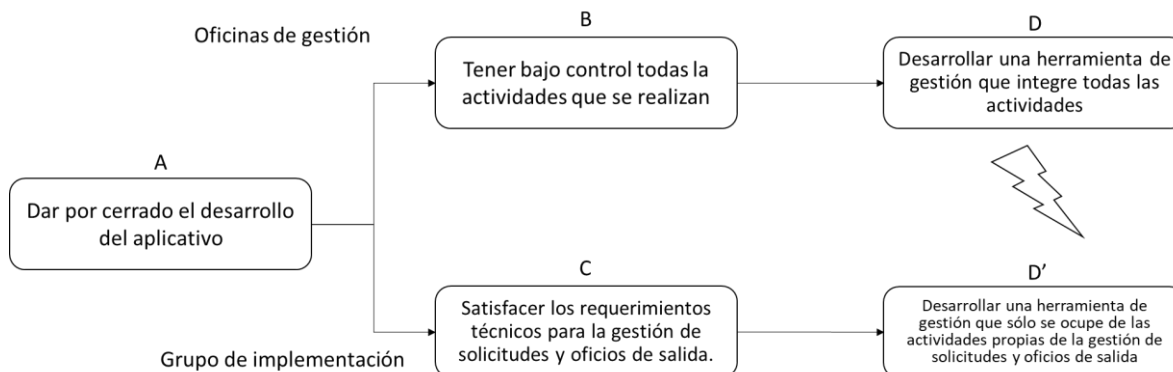 Oficinas de gestión
B
Tener bajo control todas la
actividades que se realizan
D
Desarrollar una herramienta de
gestión que integre todas las
actividades
A
Dar por cerrado el desarrollo
del aplicativo
C
Satisfacer los requerimientos
técnicos para la gestión de
solicitudes y oficios de salida.
D’
Desarrollar una herramienta de
gestión que sólo se ocupe de las
actividades propias de la gestión de
solicitudes y oficios de salida
Grupo de implementación